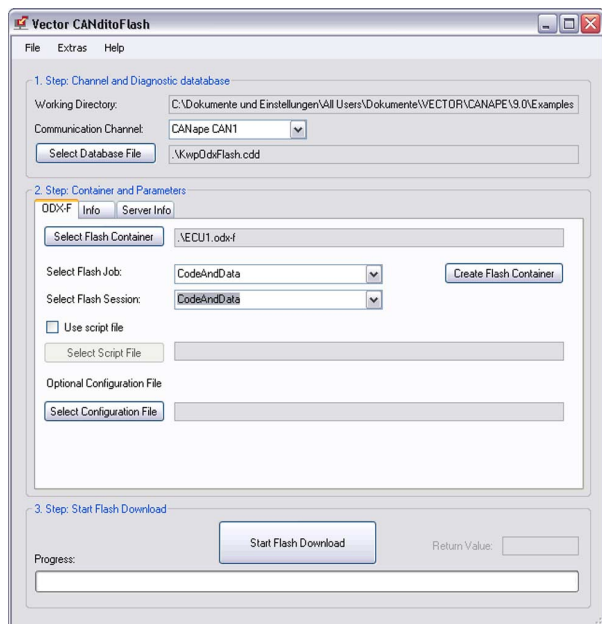 Vector CANditoFlash
File Extras Help
1. Step: Channel and Diagnostic datatabase
Working Directory: C:\Dokumente und Einstellungen\All Users\Dokumente\VECTOR\CANAPE\9.0\Examples
Communication Channel: CANape CAN1
Select Database File .\KwpOdxFlash.cdd
2. Step: Container and Parameters
ODX-F Info Server Info
Select Flash Container .\ECU1.odx-f
Select Flash Job: CodeAndData Create Flash Container
Select Flash Session: CodeAndData
Use script file
Select Script File
Optional Configuration File
Select Configuration File
3. Step: Start Flash Download
Start Flash Download Return Value:
Progress: